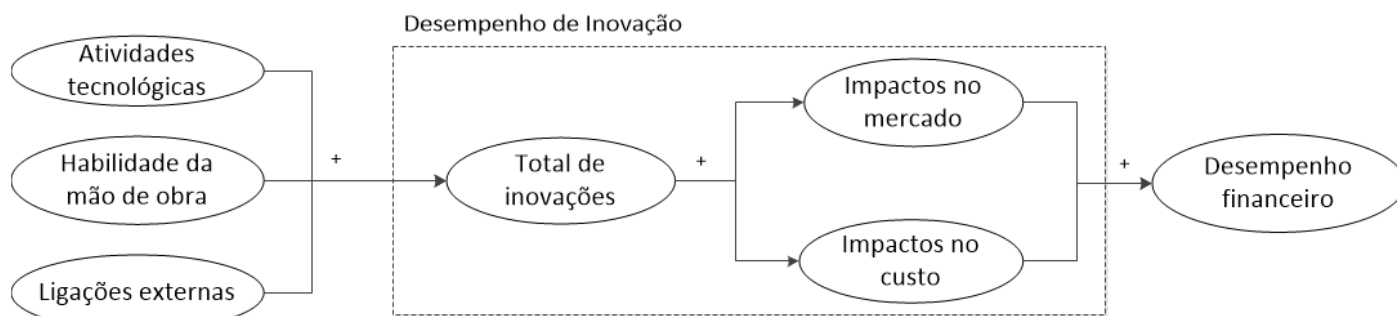 Desempenho de Inovação
Atividades
tecnológicas
Habilidade da
mão de obra
Ligações externas
+
Total de
inovações
+
Impactos no
mercado
Impactos no
custo
+
Desempenho
financeiro